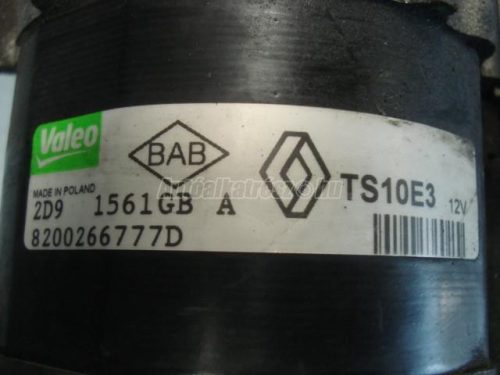 Valeo
BAB
MADE IN POLAND
TS10E3
12V
2D9 1561GB A
8200266777D